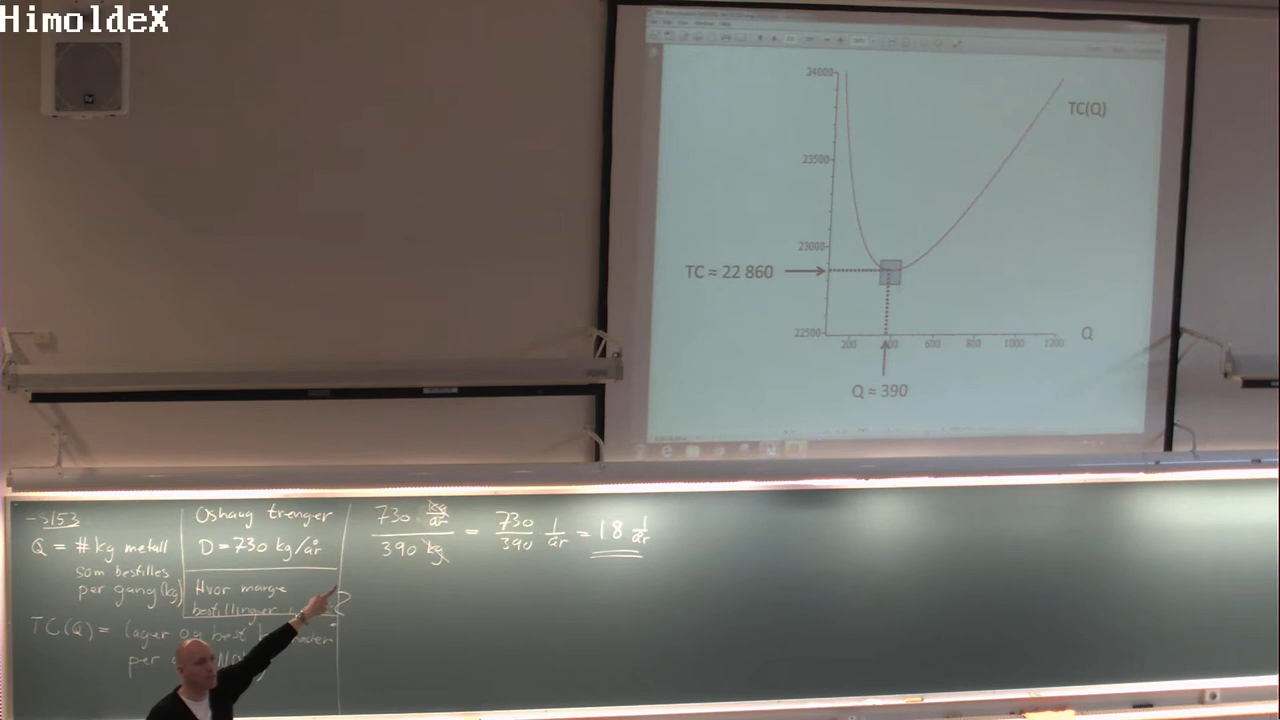 HimoldeX
24000
TC(Q)
23500
23000
TC = 22 860
22500
200 400 600 800 1000 1200
Q
Q = 390
- s153
Q = # kg metall
som bestilles
per gang (kg)
TC(Q) = lager og best
per
Oshaug trenger
D = 730 kg/år
Hvor mange
bestillinger
730 kg/år / 390 kg = 730/390 · 1/år = 18 1/år